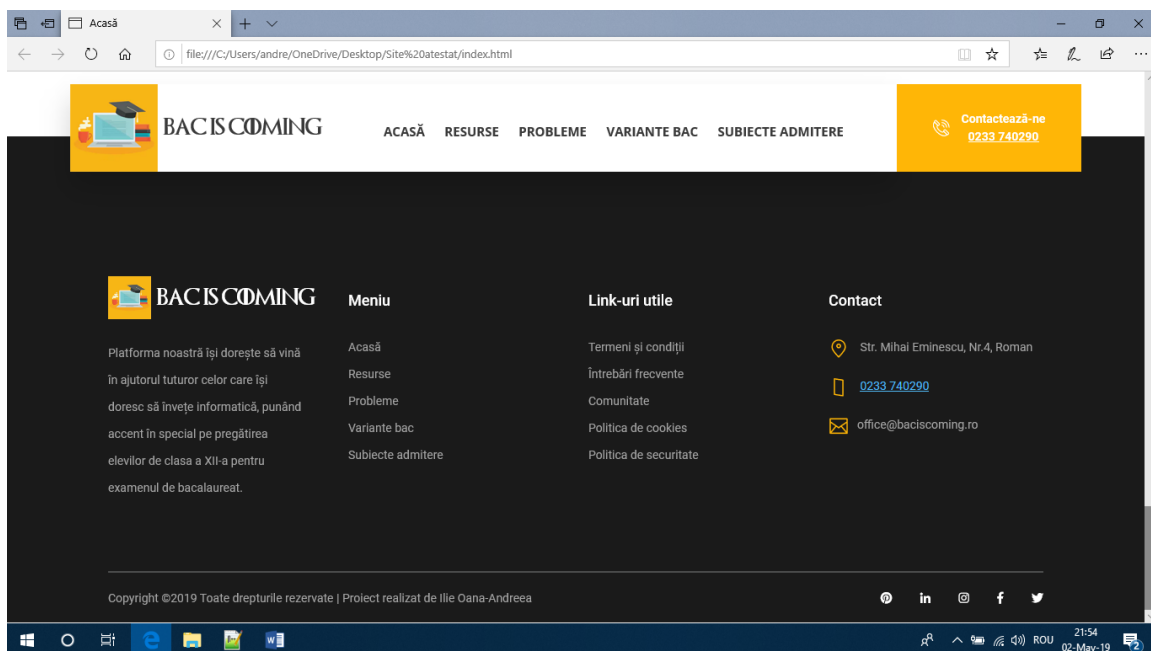 Acasă
file:///C:/Users/andre/OneDrive/Desktop/Site%20atestat/index.html
BAC IS COMING
ACASĂ RESURSE PROBLEME VARIANTE BAC SUBIECTE ADMITERE
Contactează-ne
0233 740290
BAC IS COMING
Platforma noastră își dorește să vină
în ajutorul tuturor celor care își
doresc să învețe informatică, punând
accent în special pe pregătirea
elevilor de clasa a XII-a pentru
examenul de bacalaureat.
Meniu
Acasă
Resurse
Probleme
Variante bac
Subiecte admitere
Link-uri utile
Termeni și condiții
Întrebări frecvente
Comunitate
Politica de cookies
Politica de securitate
Contact
Str. Mihai Eminescu, Nr.4, Roman
0233 740290
office@baciscoming.ro
Copyright ©2019 Toate drepturile rezervate | Proiect realizat de Ilie Oana-Andreea
ROU
21:54
02-May-19
2